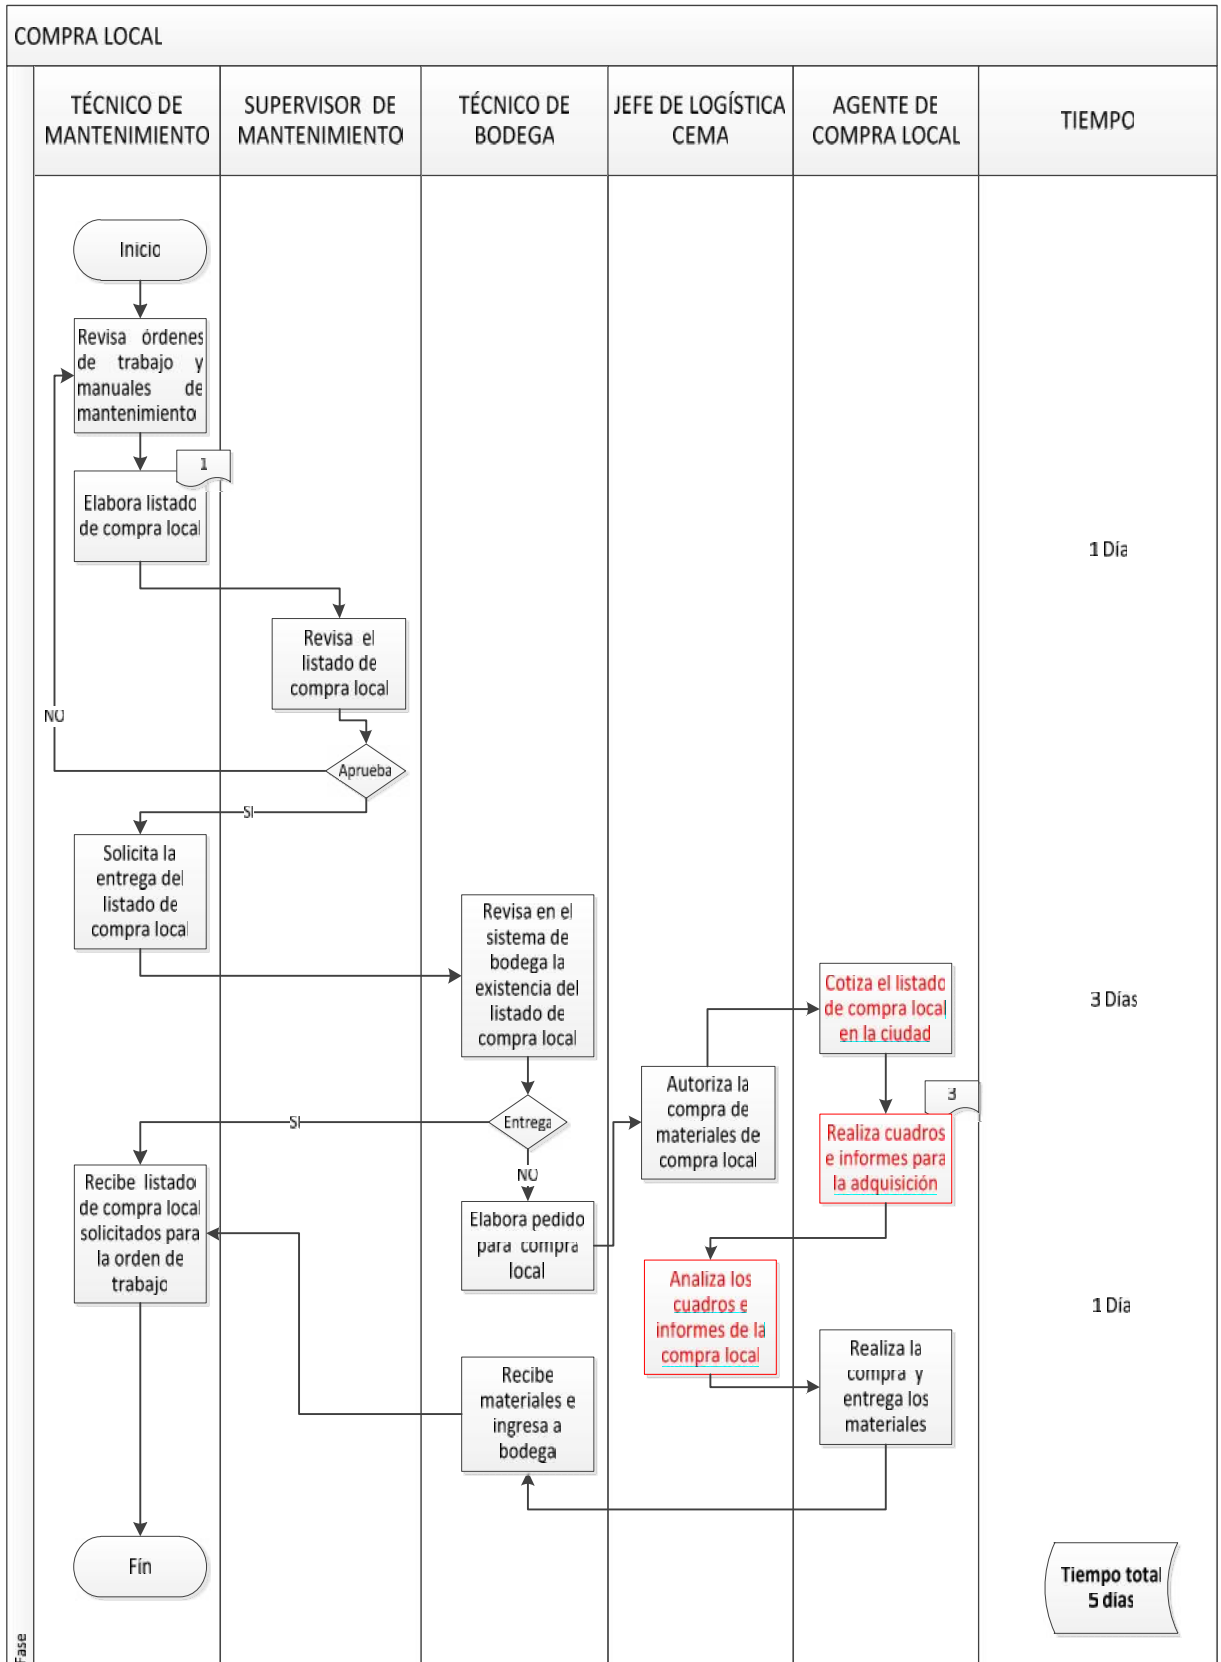 COMPRA LOCAL
TÉCNICO DE
MANTENIMIENTO
SUPERVISOR DE
MANTENIMIENTO
TÉCNICO DE
BODEGA
JEFE DE LOGÍSTICA
CEMA
AGENTE DE
COMPRA LOCAL
TIEMPO
Inicio
Revisa órdenes
de trabajo y
manuales de
mantenimiento
1
Elabora listado
de compra local
1 Día
Revisa el
listado de
compra local
NO
Aprueba
SI
Solicita la
entrega del
listado de
compra local
Revisa en el
sistema de
bodega la
existencia del
listado de
compra local
Cotiza el listado
de compra local
en la ciudad
3 Días
Autoriza la
compra de
materiales de
compra local
3
Realiza cuadros
e informes para
la adquisición
SI
Entrega
NO
Recibe listado
de compra local
solicitados para
la orden de
trabajo
Elabora pedido
para compra
local
Analiza los
cuadros e
informes de la
compra local
1 Día
Realiza la
compra y
entrega los
materiales
Recibe
materiales e
ingresa a
bodega
Fín
Tiempo total
5 días
Fase